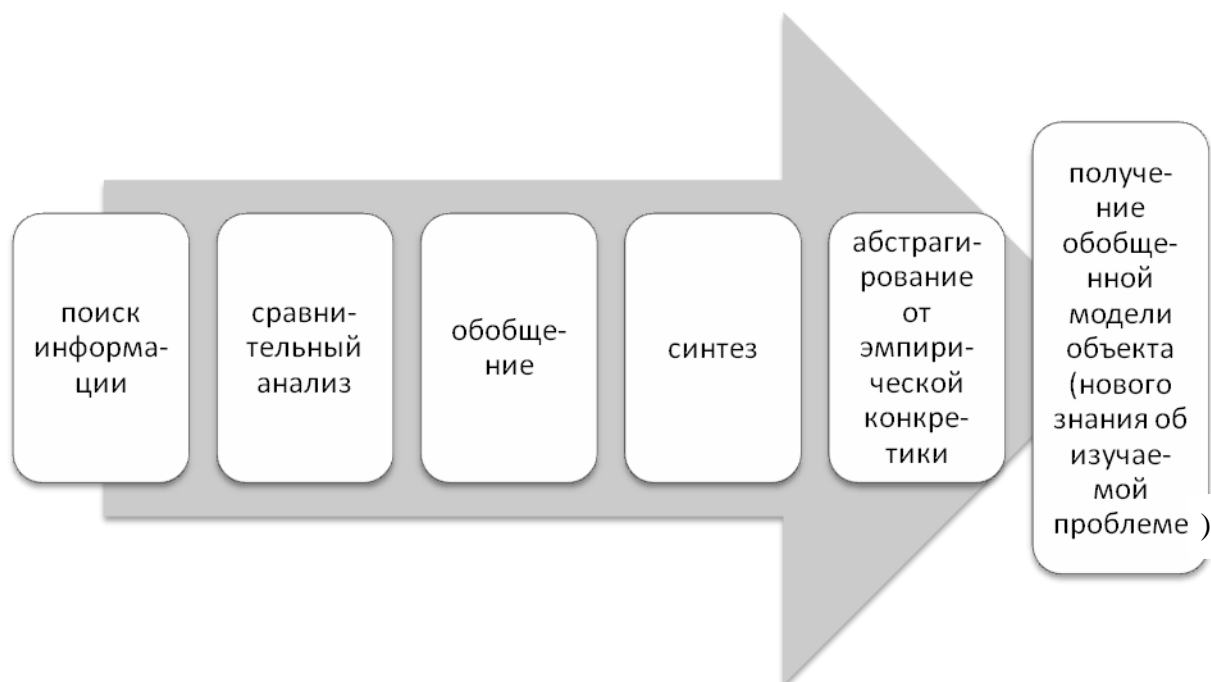 поиск
информа-
ции
сравни-
тельный
анализ
обобще-
ние
синтез
абстраги-
рование
от
эмпири-
ческой
конкре-
тики
получе-
ние
обобще-
нной
модели
объекта
(нового
знания об
изучае-
мой
проблеме )